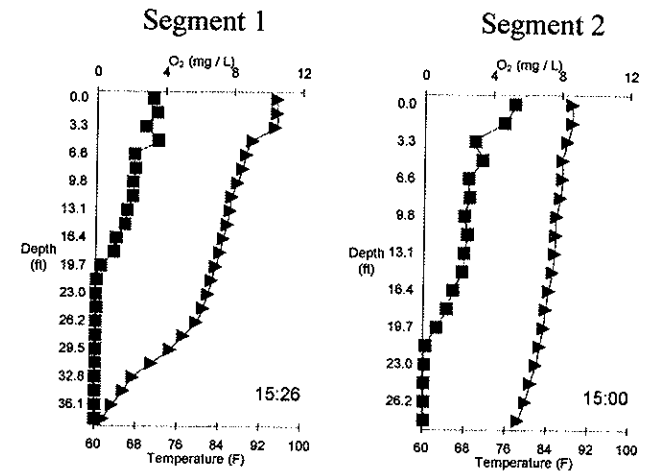 Segment 1
O₂ (mg / L)
0 4 8 12
0.0
3.3
6.6
9.8
13.1
16.4
Depth
(ft)
19.7
23.0
26.2
29.5
32.8
36.1
15:26
60 68 76 84 92 100
Temperature (F)
Segment 2
O₂ (mg / L)
0 4 8 12
0.0
3.3
6.6
9.8
Depth
(ft)
13.1
16.4
19.7
23.0
26.2
15:00
60 68 76 84 92 100
Temperature (F)